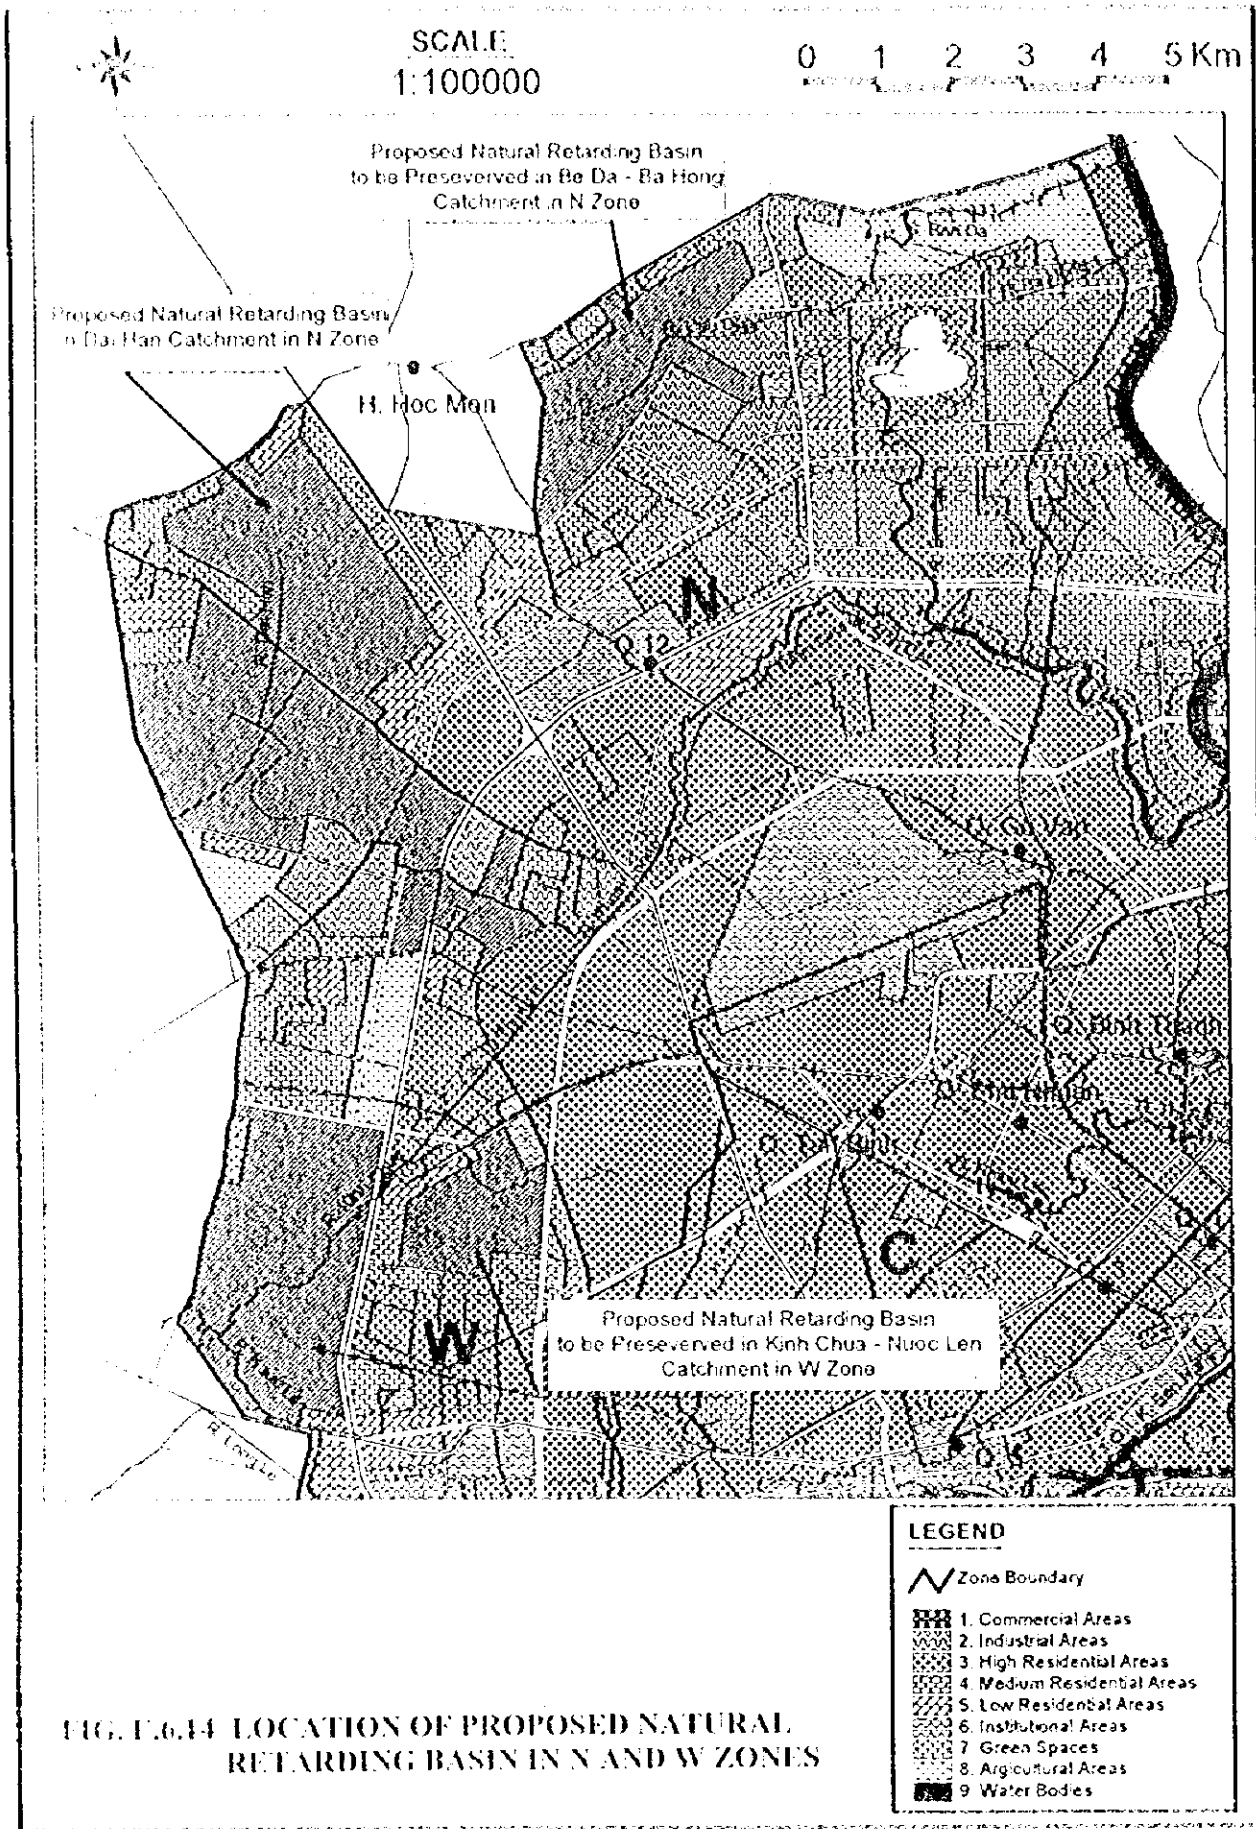 SCALE
1:100000
0 1 2 3 4 5 Km
Proposed Natural Retarding Basin
to be Preseverved in Be Da - Ba Hong
Catchment in N Zone
Proposed Natural Retarding Basin
in Dai Han Catchment in N Zone
H. Hoc Mon
N
Q. 12
Q. Go Vap
Q. Binh Thanh
Q. Phu Nhuan
Q. Tan Binh
C
Q. 3
W
Proposed Natural Retarding Basin
to be Preseverved in Kinh Chua - Nuoc Len
Catchment in W Zone
LEGEND
Zone Boundary
1. Commercial Areas
2. Industrial Areas
3. High Residential Areas
4. Medium Residential Areas
5. Low Residential Areas
6. Institutional Areas
7 Green Spaces
8. Argicultural Areas
9 Water Bodies
FIG. F.6.14 LOCATION OF PROPOSED NATURAL
RETARDING BASIN IN N AND W ZONES